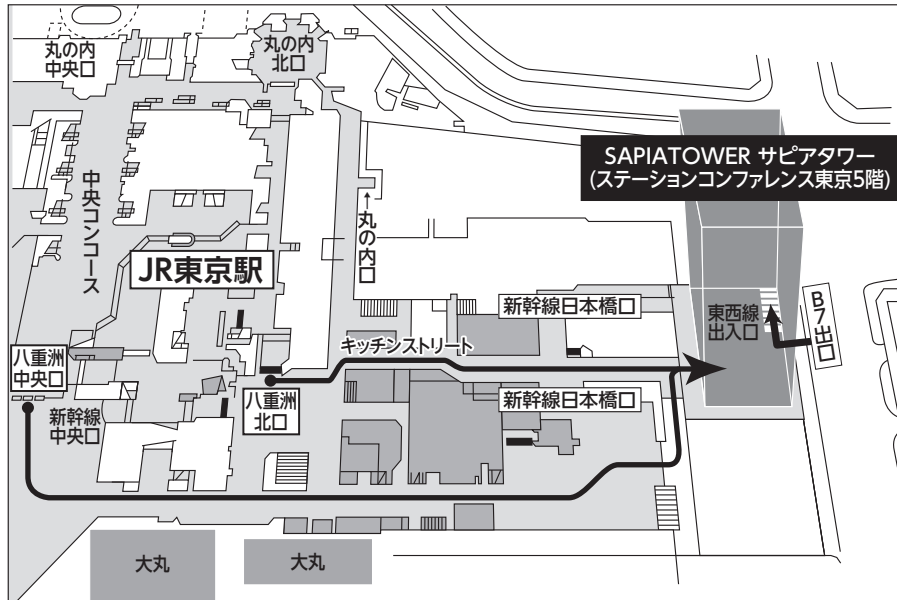 丸の内
中央口
丸の内
北口
SAPIATOWER サピアタワー
(ステーションコンファレンス東京5階)
中央コンコース
←丸の内口
JR東京駅
新幹線日本橋口
東西線
出入口
B7出口
キッチンストリート
八重洲
中央口
八重洲
北口
新幹線日本橋口
新幹線
中央口
大丸
大丸